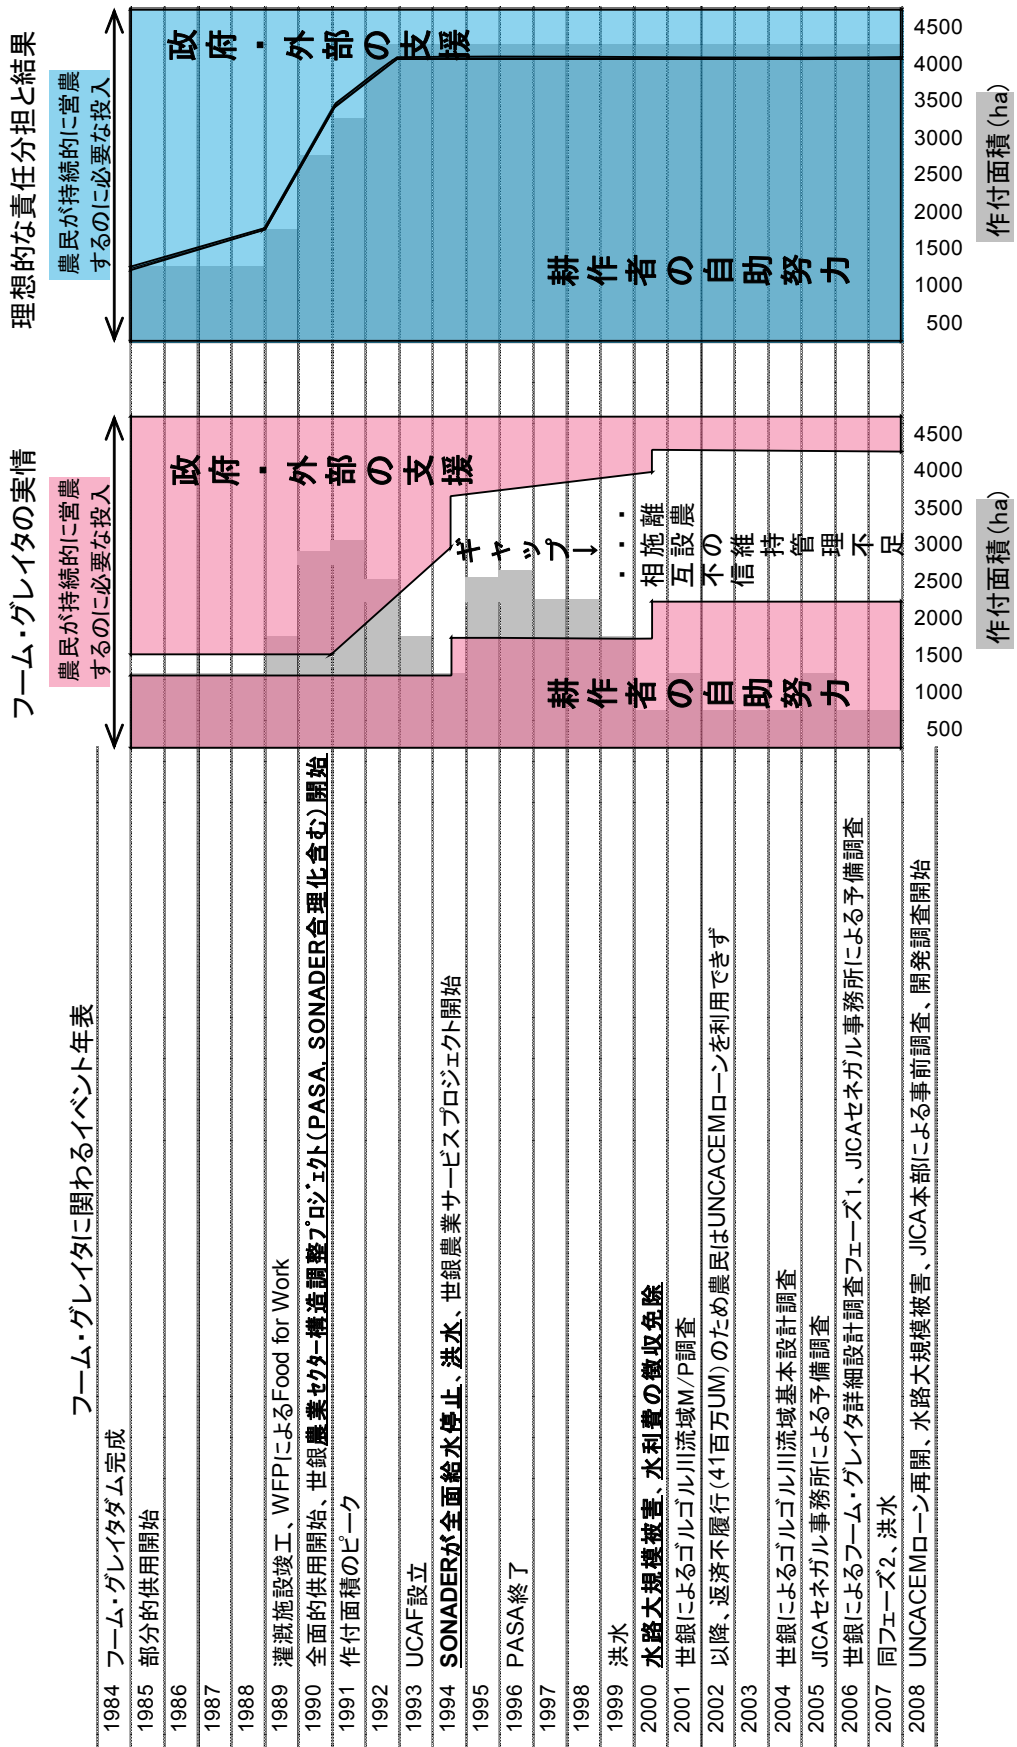 フーム・グレイタに関わるイベント年表
1984 フーム・グレイタダム完成
1985 部分的供用開始
1986
1987
1988
1989 灌漑施設竣工、WFPによるFood for Work
1990 全面的供用開始、世銀農業セクター構造調整プロジェクト(PASA, SONADER合理化含む)開始
1991 作付面積のピーク
1992
1993 UCAF設立
1994 SONADERが全面給水停止、洪水、世銀農業サービスプロジェクト開始
1995
1996 PASA終了
1997
1998
1999 洪水
2000 水路大規模被害、水利費の徴収免除
2001 世銀によるゴルゴル川流域M/P調査
2002 以降、返済不履行(41百万UM)のため農民はUNCACEMローンを利用できず
2003
2004 世銀によるゴルゴル川流域基本設計調査
2005 JICAセネガル事務所による予備調査
2006 世銀によるフーム・グレイタ詳細設計調査フェーズ1、JICAセネガル事務所による予備調査
2007 同フェーズ2、洪水
2008 UNCACEMローン再開、水路大規模被害、JICA本部による事前調査、開発調査開始
フーム・グレイタの実情
農民が持続的に営農
するのに必要な投入
政府・外部の支援
ギャップ→
・相互不信
・施設の維持管理不足
・離農
耕作者の自助努力
500
1000
1500
2000
2500
3000
3500
4000
4500
作付面積(ha)
理想的な責任分担と結果
農民が持続的に営農
するのに必要な投入
政府・外部の支援
耕作者の自助努力
500
1000
1500
2000
2500
3000
3500
4000
4500
作付面積(ha)